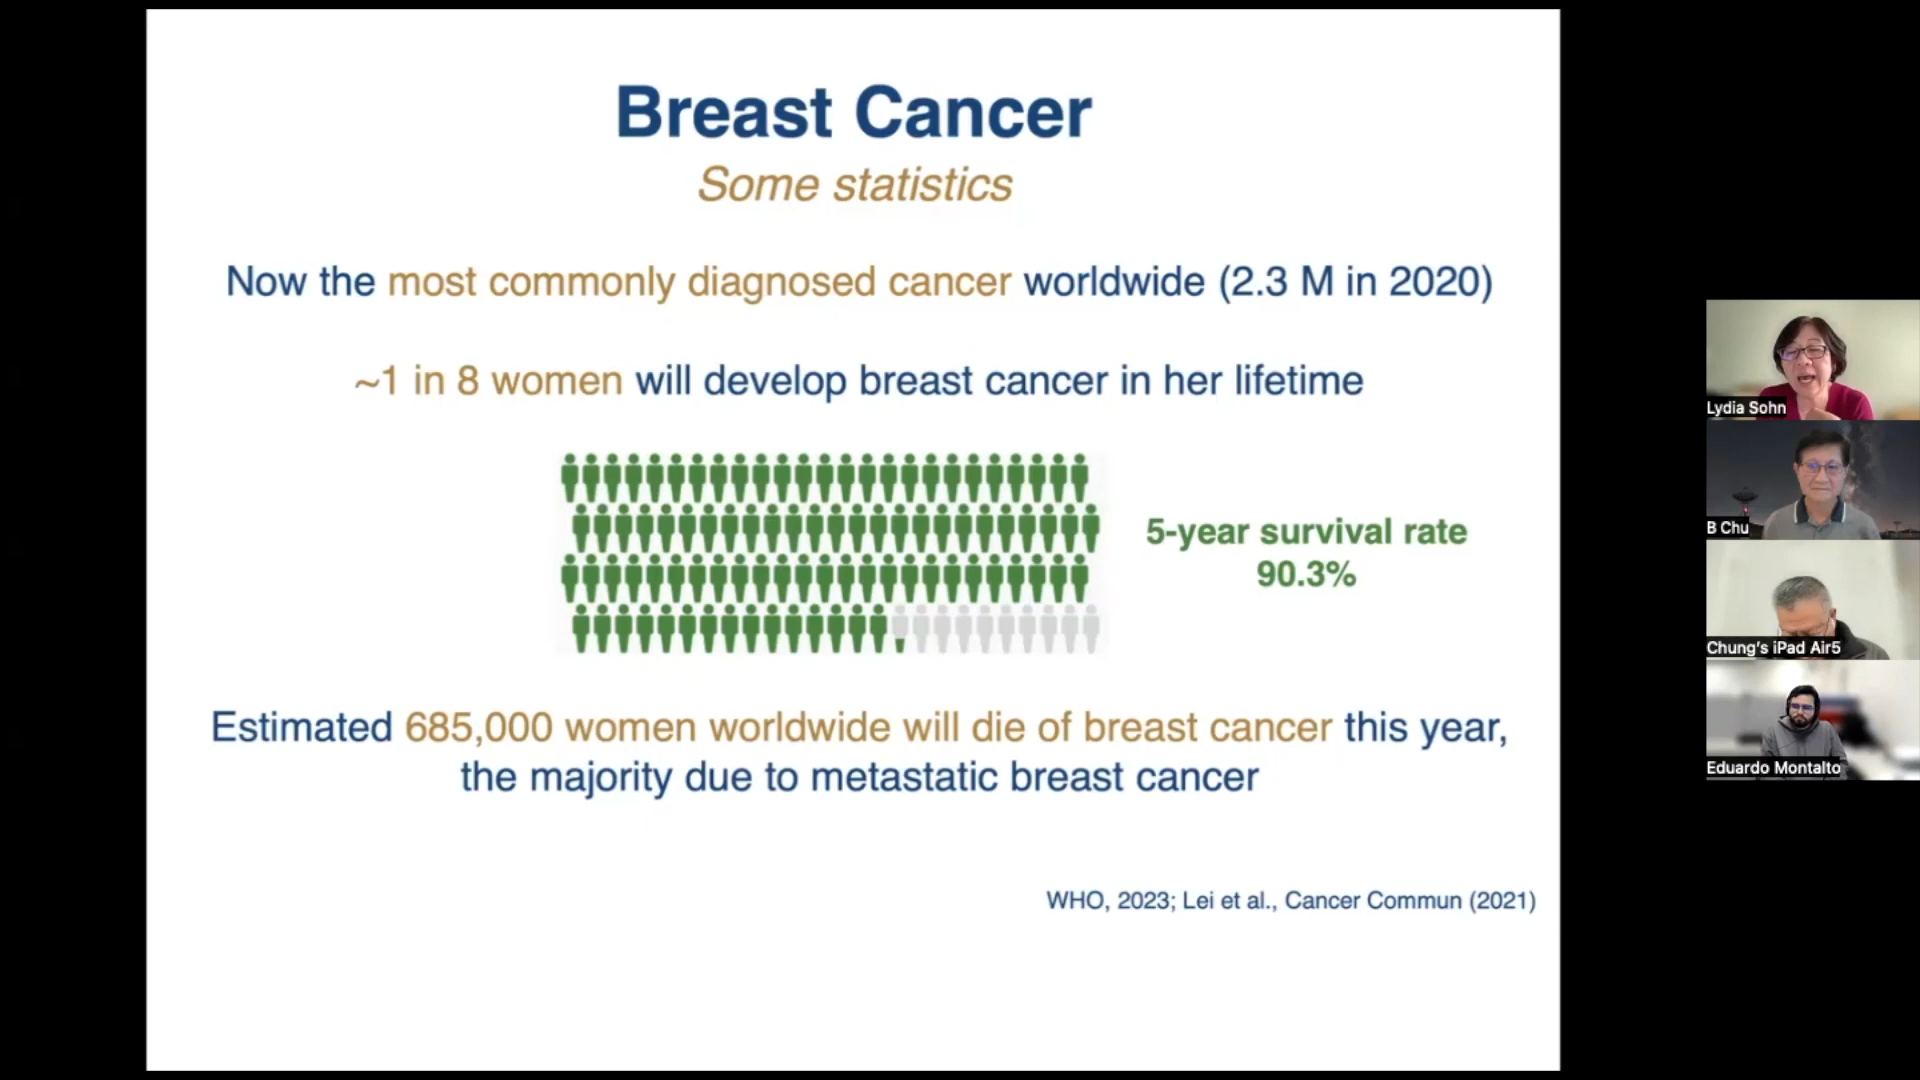 Breast Cancer
Some statistics
Now the most commonly diagnosed cancer worldwide (2.3 M in 2020)
~1 in 8 women will develop breast cancer in her lifetime
5-year survival rate
90.3%
Estimated 685,000 women worldwide will die of breast cancer this year,
the majority due to metastatic breast cancer
WHO, 2023; Lei et al., Cancer Commun (2021)
Lydia Sohn
B Chu
Chung's iPad Air5
Eduardo Montalto